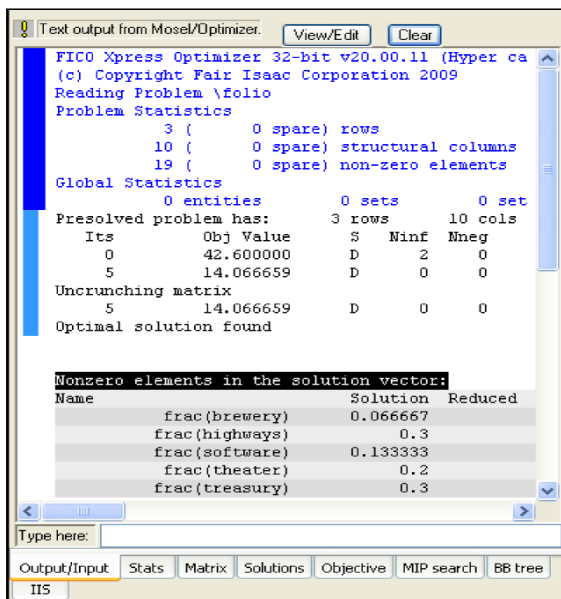 Text output from Mosel/Optimizer. View/Edit Clear
FICO Xpress Optimizer 32-bit v20.00.11 (Hyper ca
(c) Copyright Fair Isaac Corporation 2009
Reading Problem \folio
Problem Statistics
3 ( 0 spare) rows
10 ( 0 spare) structural columns
19 ( 0 spare) non-zero elements
Global Statistics
0 entities 0 sets 0 set
Presolved problem has: 3 rows 10 cols
Its Obj Value S Ninf Nneg
0 42.600000 D 2 0
5 14.066659 D 0 0
Uncrunching matrix
5 14.066659 D 0 0
Optimal solution found
Nonzero elements in the solution vector:
Name Solution Reduced
frac(brewery) 0.066667
frac(highways) 0.3
frac(software) 0.133333
frac(theater) 0.2
frac(treasury) 0.3
Type here:
Output/Input Stats Matrix Solutions Objective MIP search BB tree
IIS